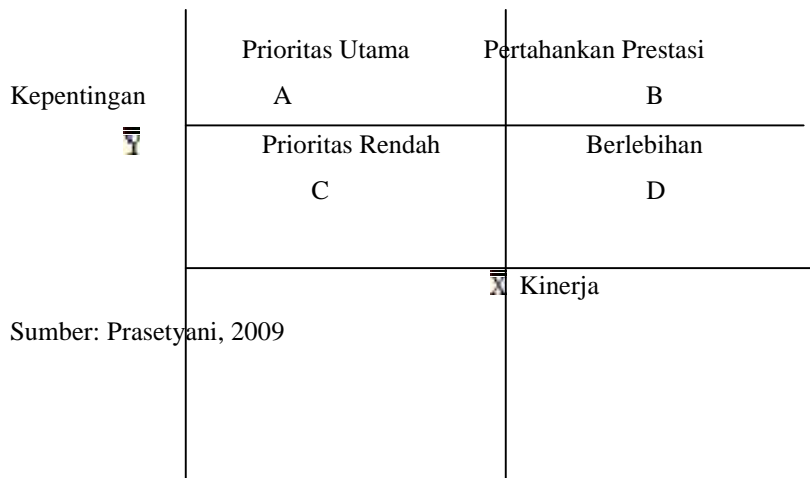 Prioritas Utama Pertahankan Prestasi
Kepentingan A B
Y
Prioritas Rendah Berlebihan
C D
X Kinerja
Sumber: Prasetyani, 2009